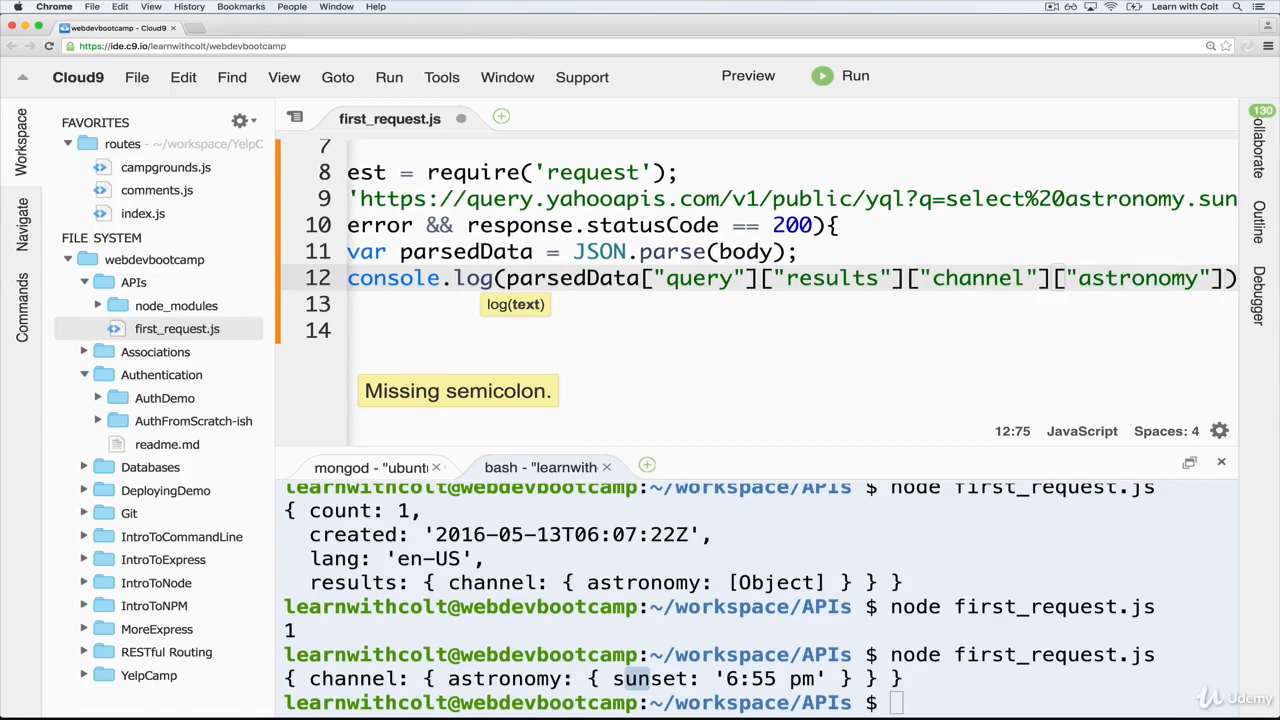 Chrome File Edit View History Bookmarks People Window Help Learn with Colt
webdevbootcamp - Cloud9
https://ide.c9.io/learnwithcolt/webdevbootcamp
Cloud9 File Edit Find View Goto Run Tools Window Support Preview Run
Workspace
Navigate
Commands
FAVORITES
routes - ~/workspace/YelpC
campgrounds.js
comments.js
index.js
FILE SYSTEM
webdevbootcamp
APIs
node_modules
first_request.js
Associations
Authentication
AuthDemo
AuthFromScratch-ish
readme.md
Databases
DeployingDemo
Git
IntroToCommandLine
IntroToExpress
IntroToNode
IntroToNPM
MoreExpress
RESTful Routing
YelpCamp
first_request.js
7
8 est = require('request');
9 'https://query.yahooapis.com/v1/public/yql?q=select%20astronomy.sun
10 error && response.statusCode == 200){
11 var parsedData = JSON.parse(body);
12 console.log(parsedData["query"]["results"]["channel"]["astronomy"])
13
14
log(text)
Missing semicolon.
12:75 JavaScript Spaces: 4
130
ollaborate
Outline
Debugger
mongod - "ubunt
bash - "learnwith
learnwithcolt@webdevbootcamp:~/workspace/APIs $ node first_request.js
{ count: 1,
created: '2016-05-13T06:07:22Z',
lang: 'en-US',
results: { channel: { astronomy: [Object] } } }
learnwithcolt@webdevbootcamp:~/workspace/APIs $ node first_request.js
1
learnwithcolt@webdevbootcamp:~/workspace/APIs $ node first_request.js
{ channel: { astronomy: { sunset: '6:55 pm' } } }
learnwithcolt@webdevbootcamp:~/workspace/APIs $
Udemy